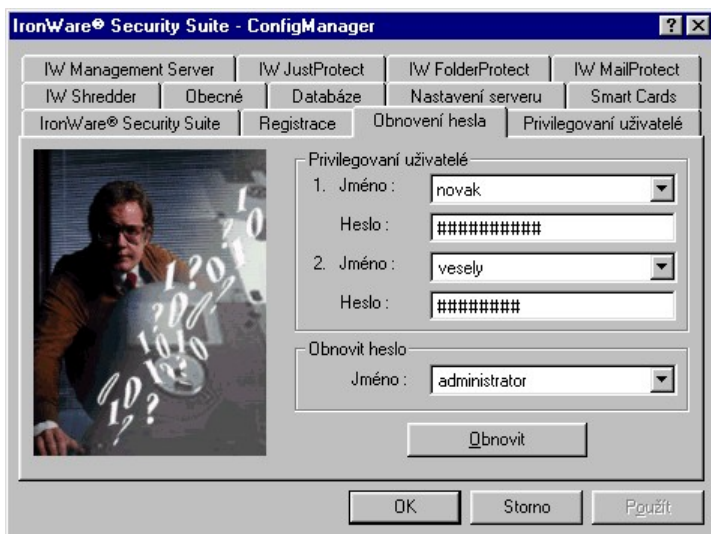 IronWare® Security Suite - ConfigManager
IW Management Server IW JustProtect IW FolderProtect IW MailProtect
IW Shredder Obecné Databáze Nastavení serveru Smart Cards
IronWare® Security Suite Registrace Obnovení hesla Privilegovaní uživatelé
Privilegovaní uživatelé
1. Jméno : novak
Heslo : ##########
2. Jméno : vesely
Heslo : ########
Obnovit heslo
Jméno : administrator
Obnovit
OK Storno Použít